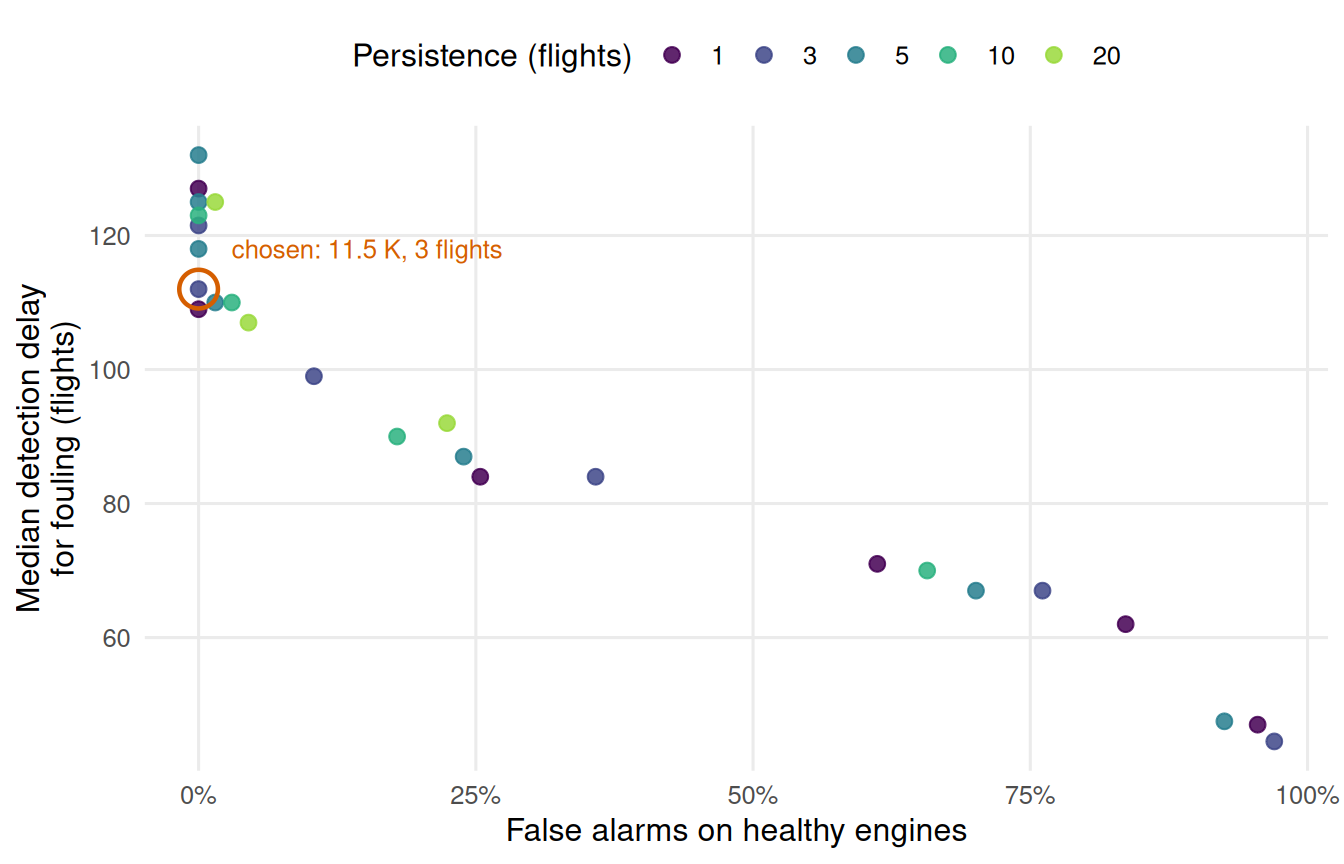 Persistence (flights) 1 3 5 10 20
120
100
80
60
chosen: 11.5 K, 3 flights
Median detection delay
for fouling (flights)
0% 25% 50% 75% 100%
False alarms on healthy engines